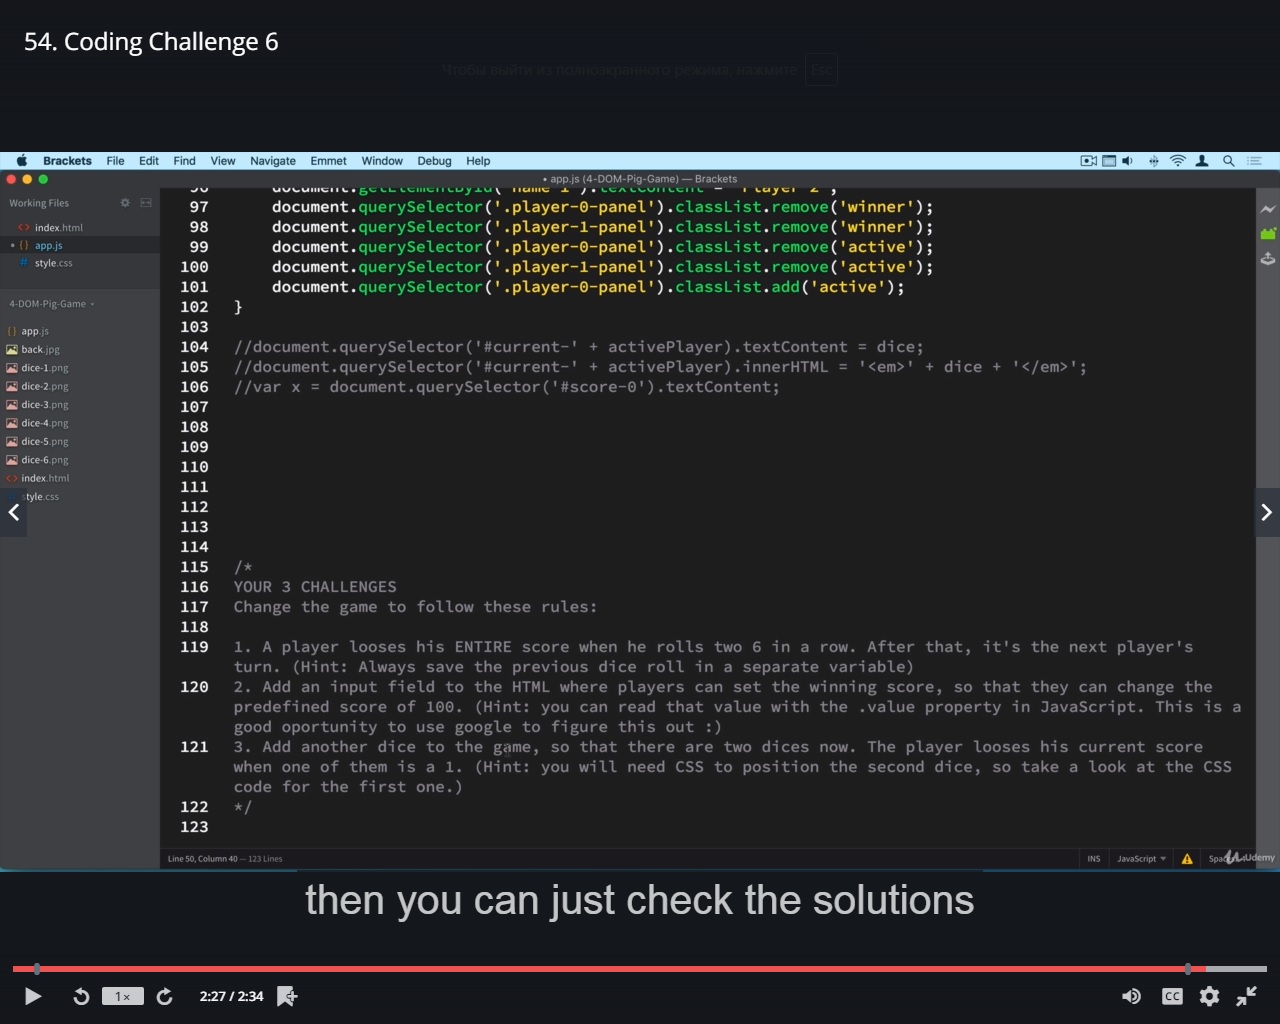 54. Coding Challenge 6
Чтобы выйти из полноэкранного режима, нажмите Esc
Brackets File Edit Find View Navigate Emmet Window Debug Help
• app.js (4-DOM-Pig-Game) — Brackets
Working Files
<> index.html
• {} app.js
# style.css
4-DOM-Pig-Game
{} app.js
back.jpg
dice-1.png
dice-2.png
dice-3.png
dice-4.png
dice-5.png
dice-6.png
<> index.html
style.css
96 document.getElementById('name-1').textContent = 'Player 2';
97 document.querySelector('.player-0-panel').classList.remove('winner');
98 document.querySelector('.player-1-panel').classList.remove('winner');
99 document.querySelector('.player-0-panel').classList.remove('active');
100 document.querySelector('.player-1-panel').classList.remove('active');
101 document.querySelector('.player-0-panel').classList.add('active');
102 }
103
104 //document.querySelector('#current-' + activePlayer).textContent = dice;
105 //document.querySelector('#current-' + activePlayer).innerHTML = '<em>' + dice + '</em>';
106 //var x = document.querySelector('#score-0').textContent;
107
108
109
110
111
112
113
114
115 /*
116 YOUR 3 CHALLENGES
117 Change the game to follow these rules:
118
119 1. A player looses his ENTIRE score when he rolls two 6 in a row. After that, it's the next player's
turn. (Hint: Always save the previous dice roll in a separate variable)
120 2. Add an input field to the HTML where players can set the winning score, so that they can change the
predefined score of 100. (Hint: you can read that value with the .value property in JavaScript. This is a
good oportunity to use google to figure this out :)
121 3. Add another dice to the game, so that there are two dices now. The player looses his current score
when one of them is a 1. (Hint: you will need CSS to position the second dice, so take a look at the CSS
code for the first one.)
122 */
123
Line 50, Column 40 — 123 Lines
INS JavaScript Udemy
then you can just check the solutions
1x 2:27 / 2:34 CC